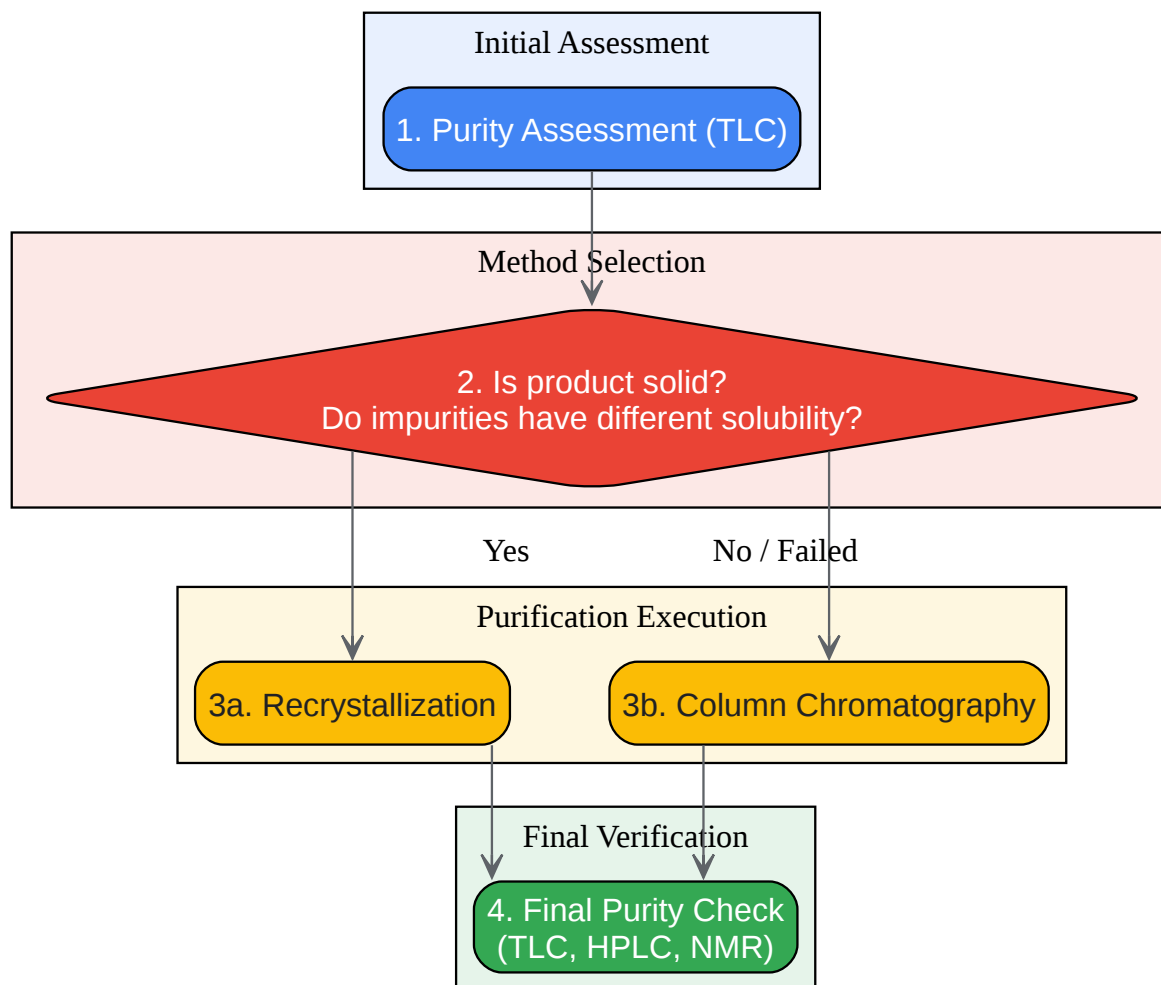 Initial Assessment
1. Purity Assessment (TLC)
Method Selection
2. Is product solid?
Do impurities have different solubility?
Yes
No / Failed
Purification Execution
3a. Recrystallization
3b. Column Chromatography
Final Verification
4. Final Purity Check
(TLC, HPLC, NMR)